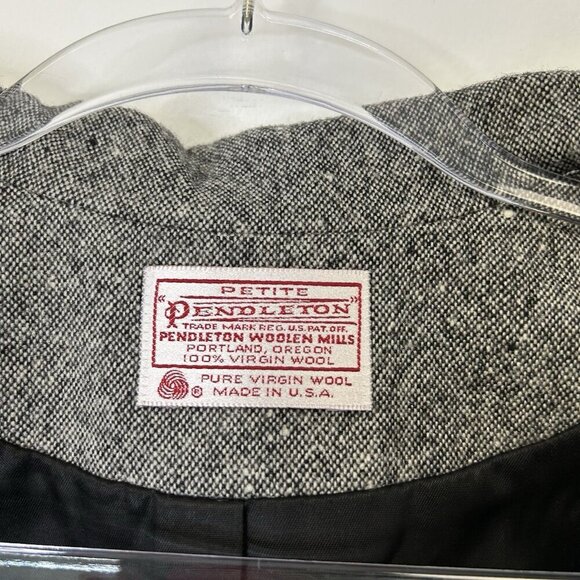 PETITE
"PENDLETON"
TRADE MARK REG. U.S. PAT. OFF.
PENDLETON WOOLEN MILLS
PORTLAND, OREGON
100% VIRGIN WOOL
® PURE VIRGIN WOOL
MADE IN U.S.A.